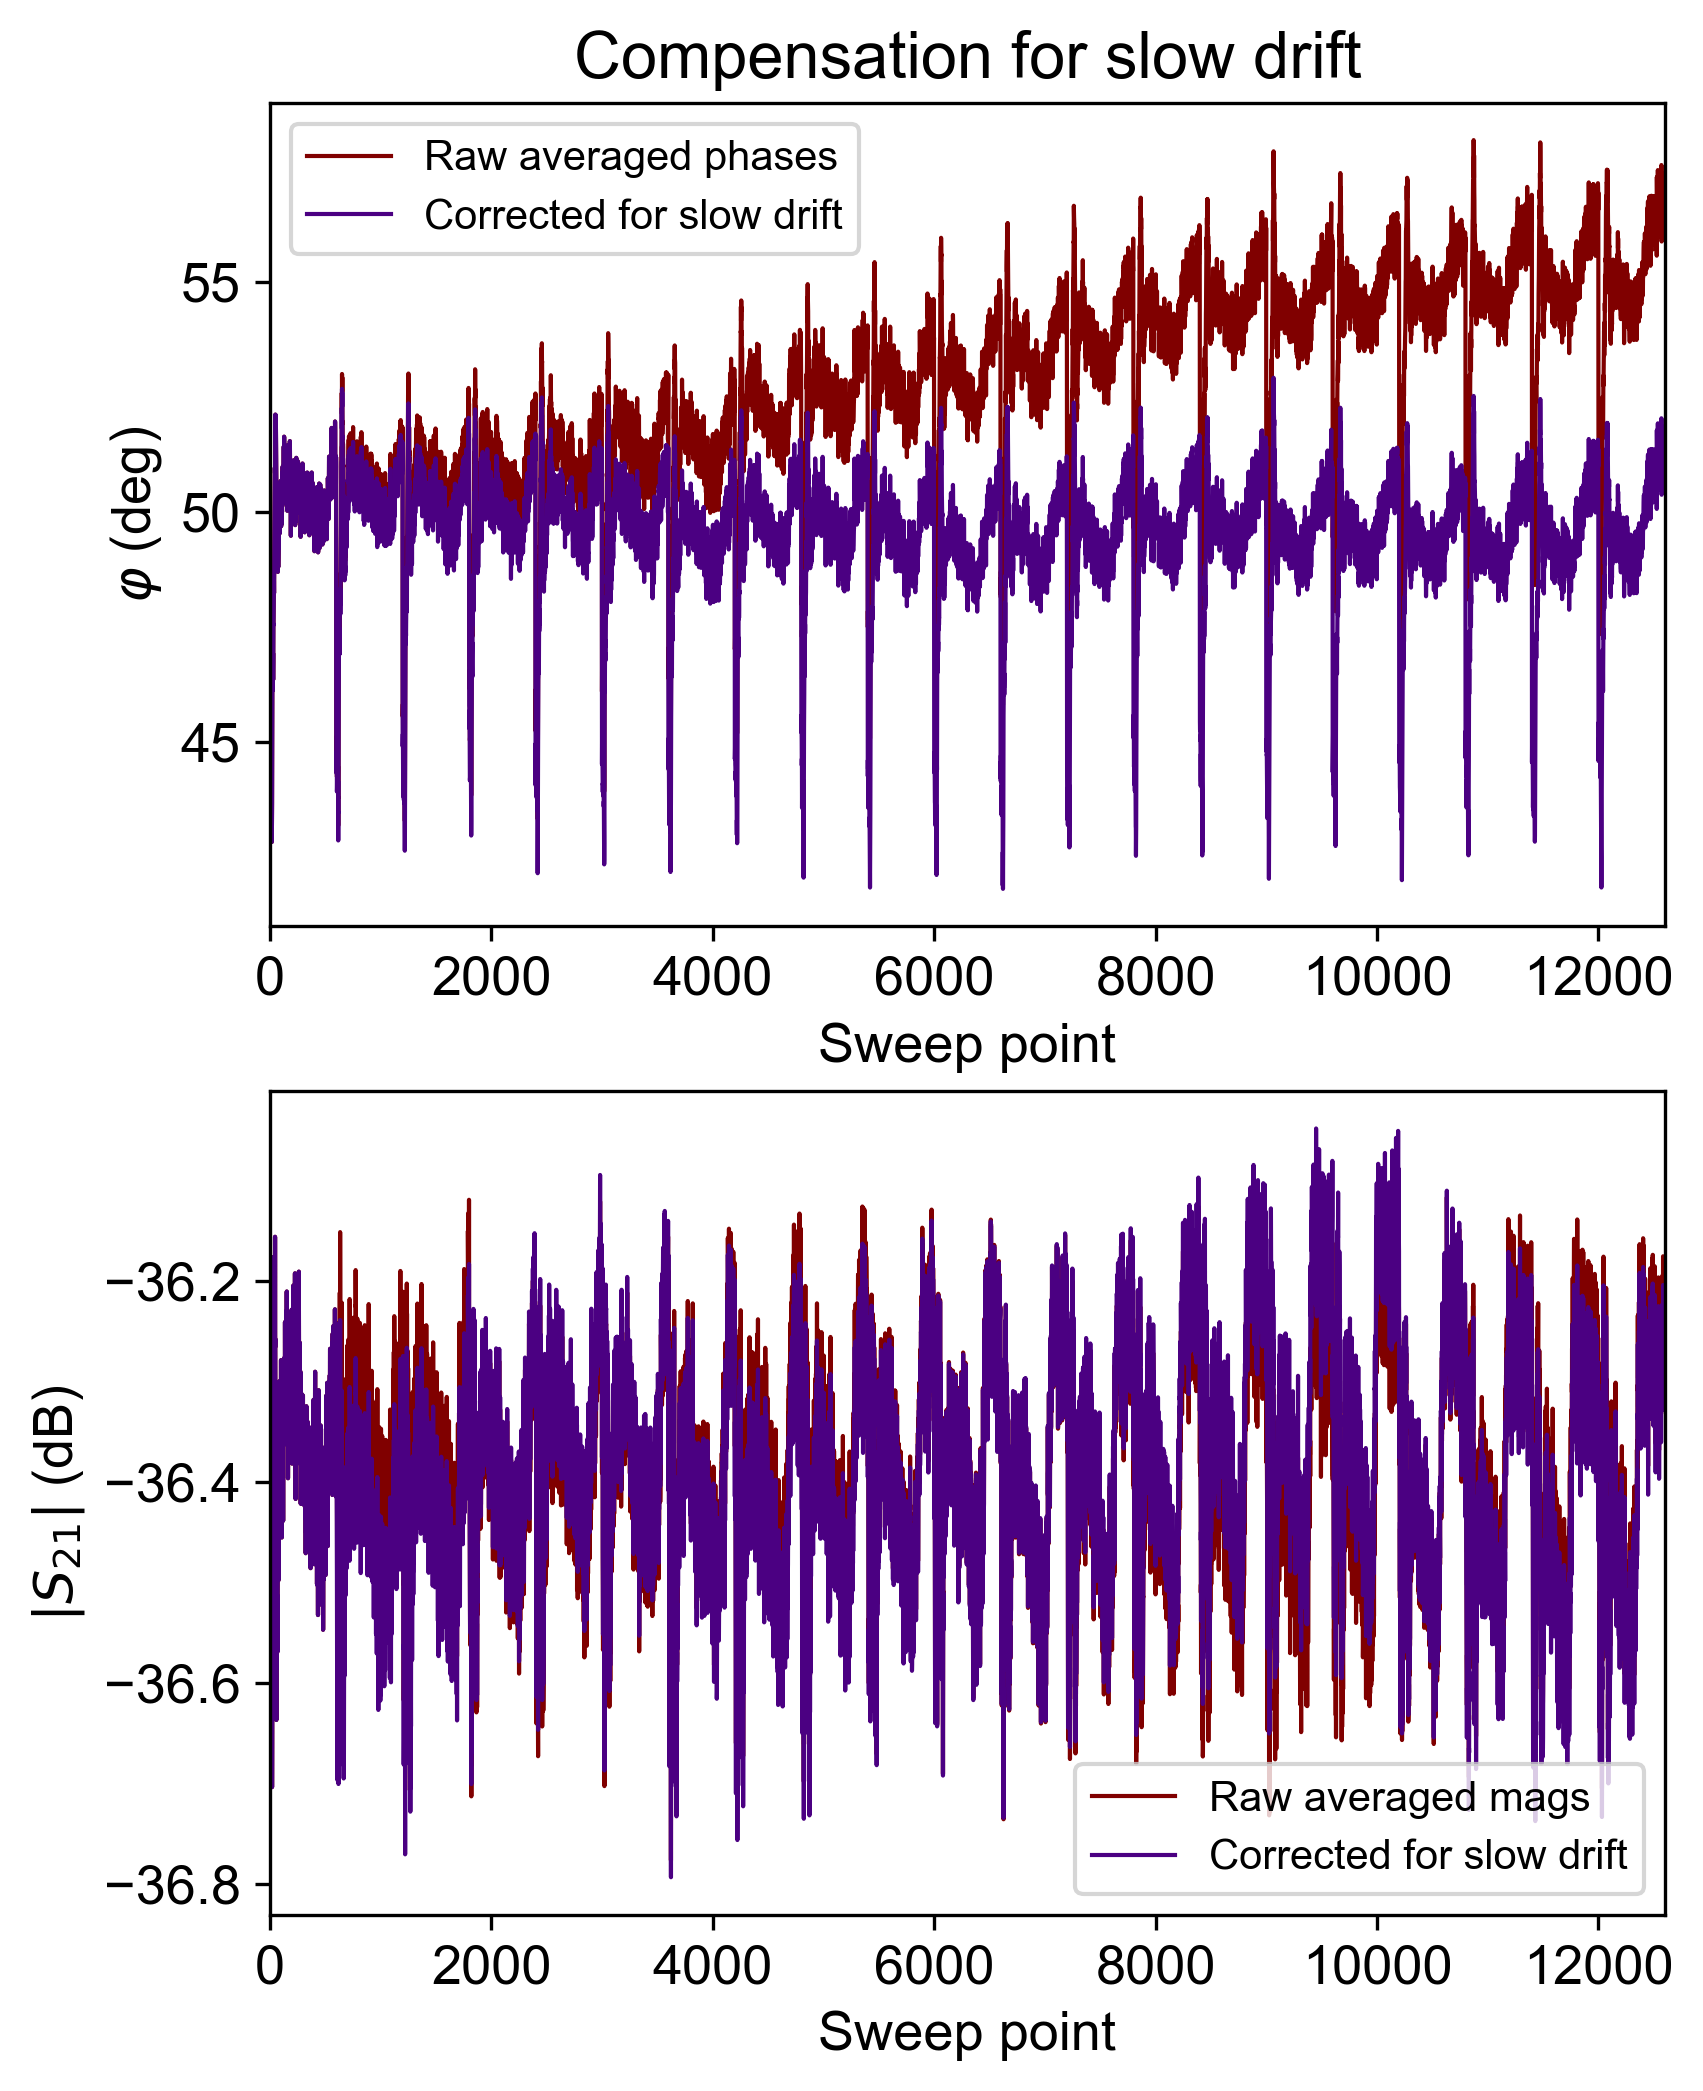 Compensation for slow drift
Raw averaged phases
Corrected for slow drift
φ (deg)
55
50
45
0 2000 4000 6000 8000 10000 12000
Sweep point
|S₂₁| (dB)
−36.2
−36.4
−36.6
−36.8
Raw averaged mags
Corrected for slow drift
0 2000 4000 6000 8000 10000 12000
Sweep point